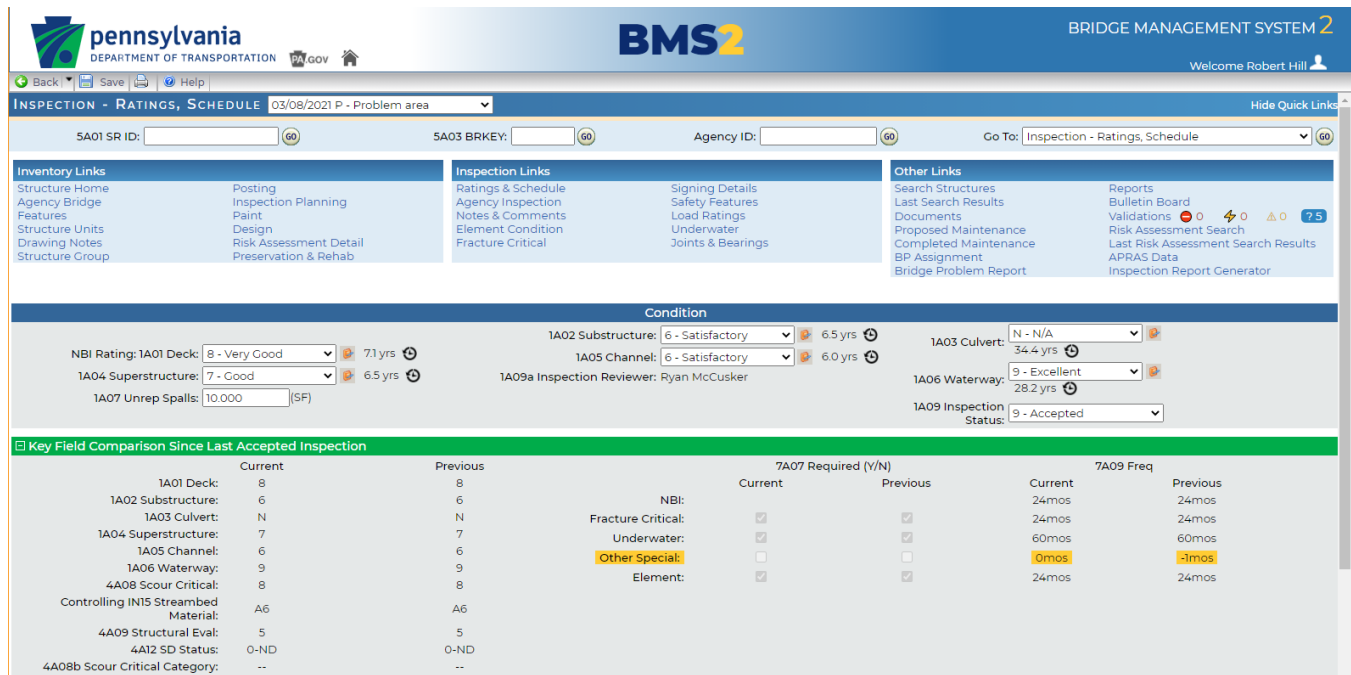 pennsylvania
DEPARTMENT OF TRANSPORTATION PA.GOV
BMS2
BRIDGE MANAGEMENT SYSTEM 2
Welcome Robert Hill
Back Save Help
INSPECTION - RATINGS, SCHEDULE 03/08/2021 P - Problem area Hide Quick Links
5A01 SR ID: GO 5A03 BRKEY: GO Agency ID: GO Go To: Inspection - Ratings, Schedule GO
Inventory Links Inspection Links Other Links
Structure Home Posting Ratings & Schedule Signing Details Search Structures Reports
Agency Bridge Inspection Planning Agency Inspection Safety Features Last Search Results Bulletin Board
Features Paint Notes & Comments Load Ratings Documents Validations 0 0 0 ? 5
Structure Units Design Element Condition Underwater Proposed Maintenance Risk Assessment Search
Drawing Notes Risk Assessment Detail Fracture Critical Joints & Bearings Completed Maintenance Last Risk Assessment Search Results
Structure Group Preservation & Rehab BP Assignment APRAS Data
Bridge Problem Report Inspection Report Generator
Condition
NBI Rating: 1A01 Deck: 8 - Very Good 7.1 yrs
1A04 Superstructure: 7 - Good 6.5 yrs
1A07 Unrep Spalls: 10.000 (SF)
1A02 Substructure: 6 - Satisfactory 6.5 yrs
1A05 Channel: 6 - Satisfactory 6.0 yrs
1A09a Inspection Reviewer: Ryan McCusker
1A03 Culvert: N - N/A
34.4 yrs
1A06 Waterway: 9 - Excellent
28.2 yrs
1A09 Inspection Status: 9 - Accepted
Key Field Comparison Since Last Accepted Inspection
Current Previous
1A01 Deck: 8 8
1A02 Substructure: 6 6
1A03 Culvert: N N
1A04 Superstructure: 7 7
1A05 Channel: 6 6
1A06 Waterway: 9 9
4A08 Scour Critical: 8 8
Controlling IN15 Streambed
Material: A6 A6
4A09 Structural Eval: 5 5
4A12 SD Status: 0-ND 0-ND
4A08b Scour Critical Category: -- --
7A07 Required (Y/N) 7A09 Freq
Current Previous Current Previous
NBI: 24mos 24mos
Fracture Critical: 24mos 24mos
Underwater: 60mos 60mos
Other Special: 0mos -1mos
Element: 24mos 24mos